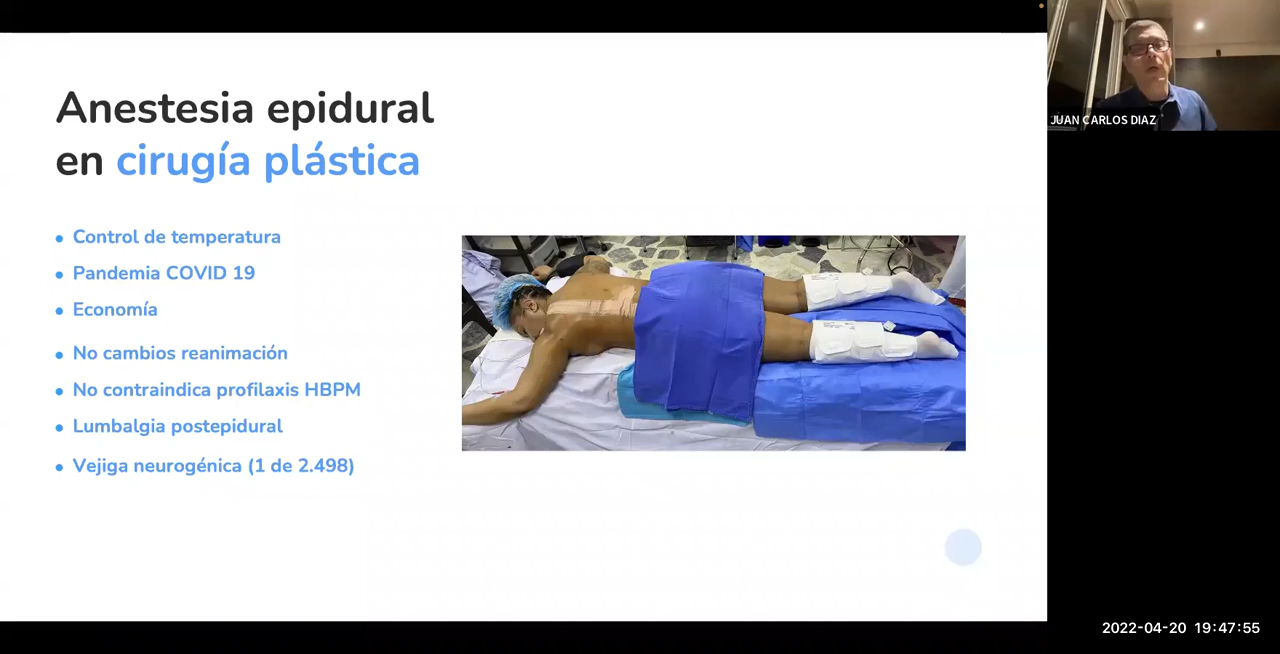 Anestesia epidural
en cirugía plástica
Control de temperatura
Pandemia COVID 19
Economía
No cambios reanimación
No contraindica profilaxis HBPM
Lumbalgia postepidural
Vejiga neurogénica (1 de 2.498)
JUAN CARLOS DIAZ
2022-04-20 19:47:55